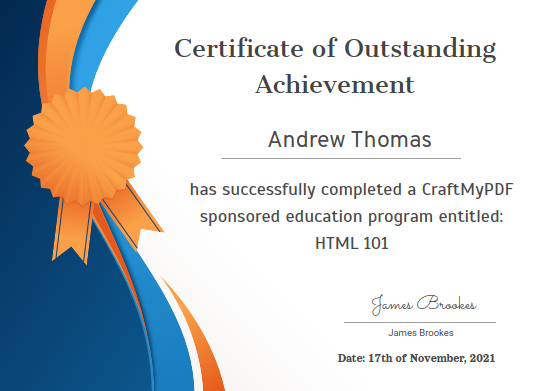 Certificate of Outstanding
Achievement
Andrew Thomas
has successfully completed a CraftMyPDF
sponsored education program entitled:
HTML 101
James Brookes
James Brookes
Date: 17th of November, 2021